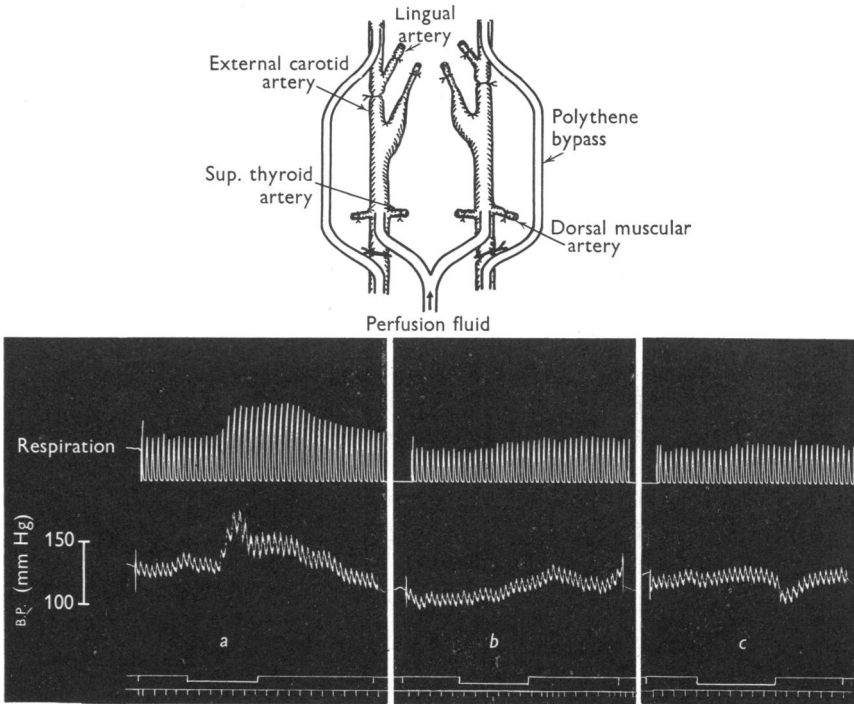 Lingual
artery
External carotid
artery
Polythene
bypass
Sup. thyroid
artery
Dorsal muscular
artery
Perfusion fluid
Respiration
B.P. (mm Hg)
150
100
a
b
c